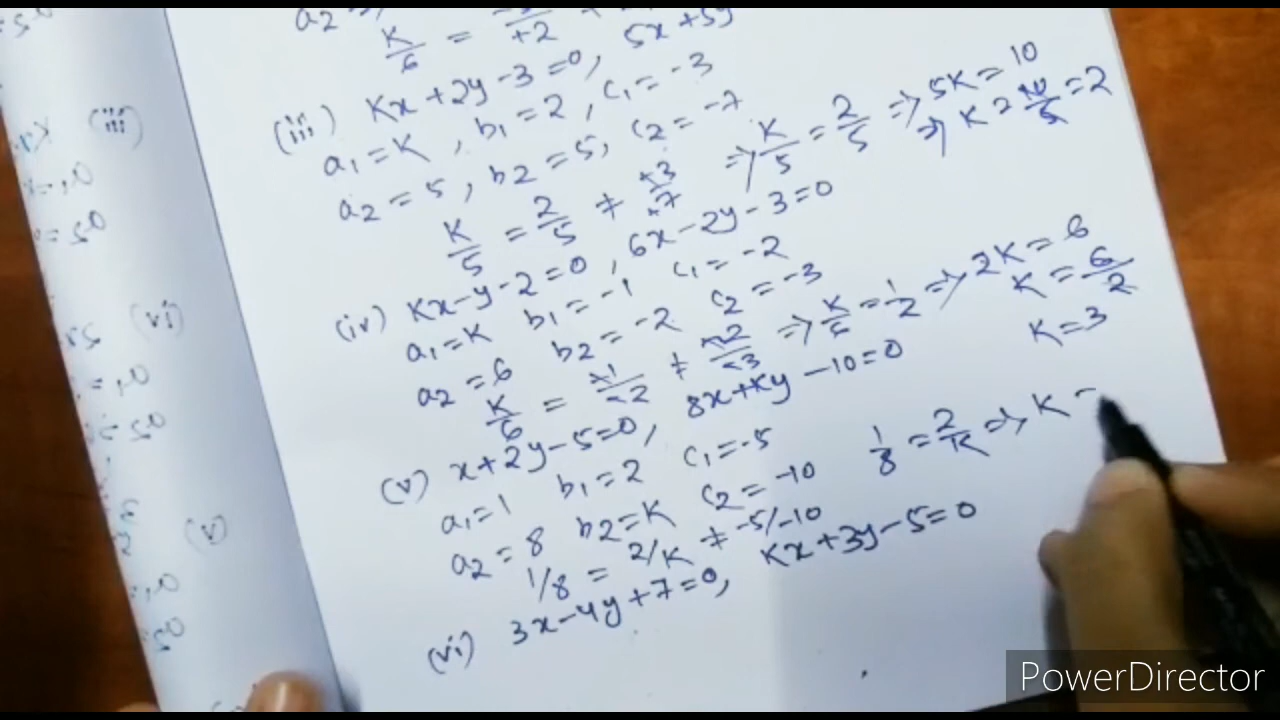 K/6 = /+2
5x+5y
(iii) Kx+2y-3=0,
a1=K, b1=2, c1=-3
a2=5, b2=5, c2=-7
K/5 = 2/5 ≠ +3/+7 => K/5 = 2/5 => 5K=10
=> K=10/5=2
(iv) Kx-y-2=0, 6x-2y-3=0
a1=K b1=-1 c1=-2
a2=6 b2=-2 c2=-3
K/6 = +1/+2 ≠ +2/+3 => K/6=1/2 => 2K=6
K=6/2
K=3
(v) x+2y-5=0, 8x+Ky-10=0
a1=1 b1=2 c1=-5
a2=8 b2=K c2=-10
1/8 = 2/K ≠ -5/-10
1/8 = 2/K => K =
(vi) 3x-4y+7=0, Kx+3y-5=0
(iii)
(iv)
(v)
PowerDirector